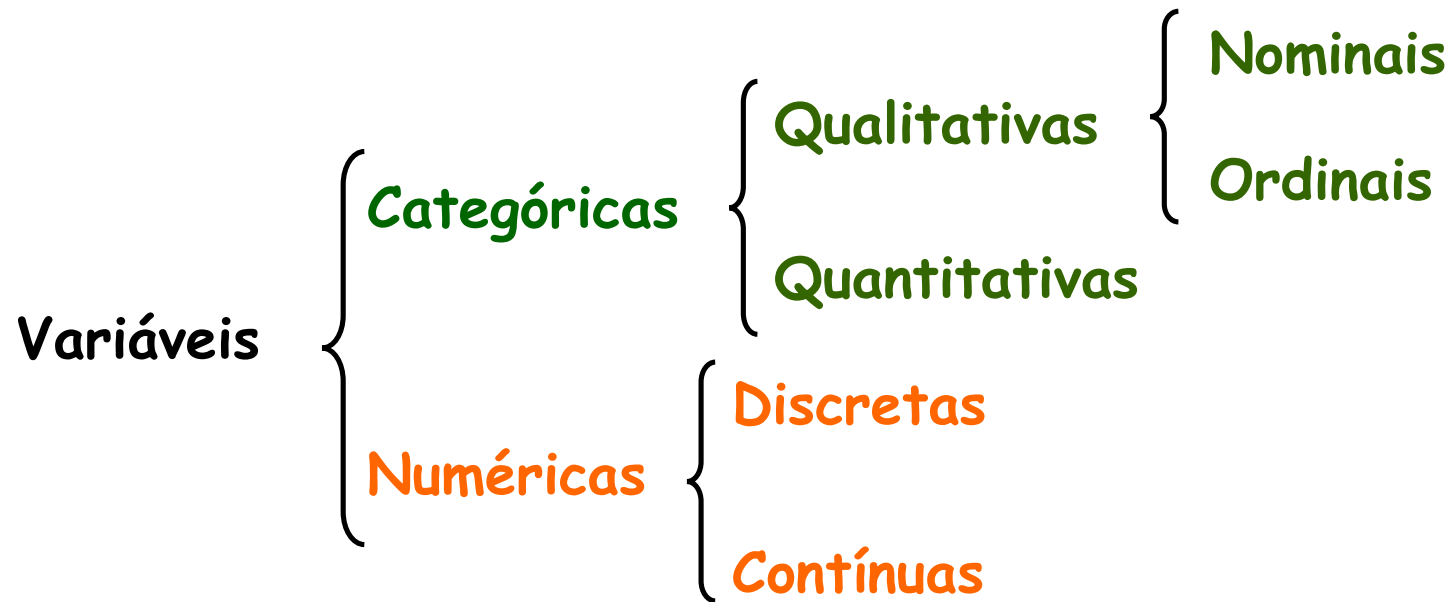 Variáveis
Categóricas
Qualitativas
Nominais
Ordinais
Quantitativas
Numéricas
Discretas
Contínuas